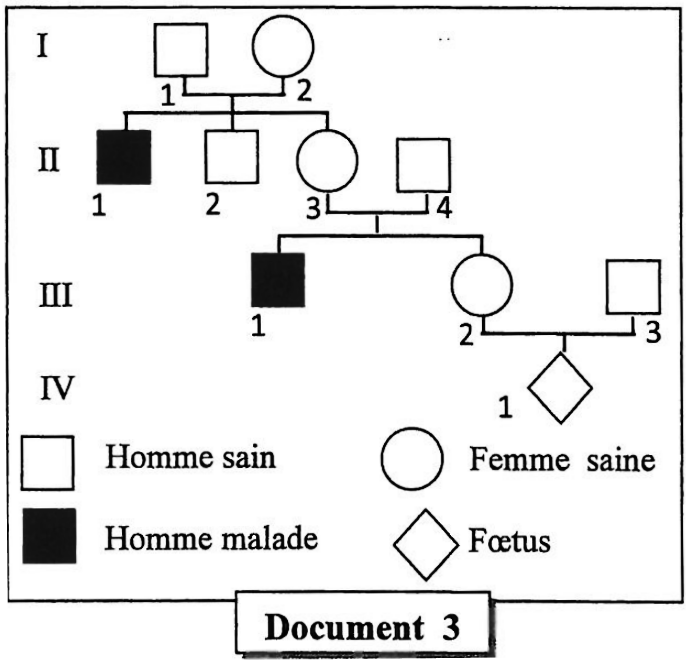 I
1 2
II
1 2 3 4
III
1 2 3
IV
1
Homme sain
Femme saine
Homme malade
Fœtus
Document 3